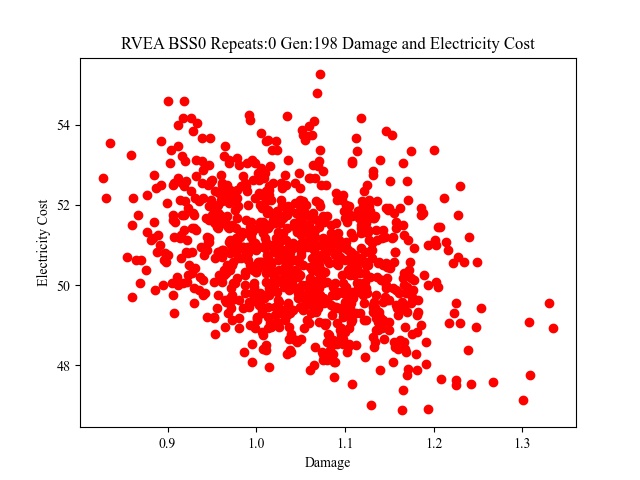 RVEA BSS0 Repeats:0 Gen:198 Damage and Electricity Cost
54
52
50
48
Electricity Cost
0.9 1.0 1.1 1.2 1.3
Damage